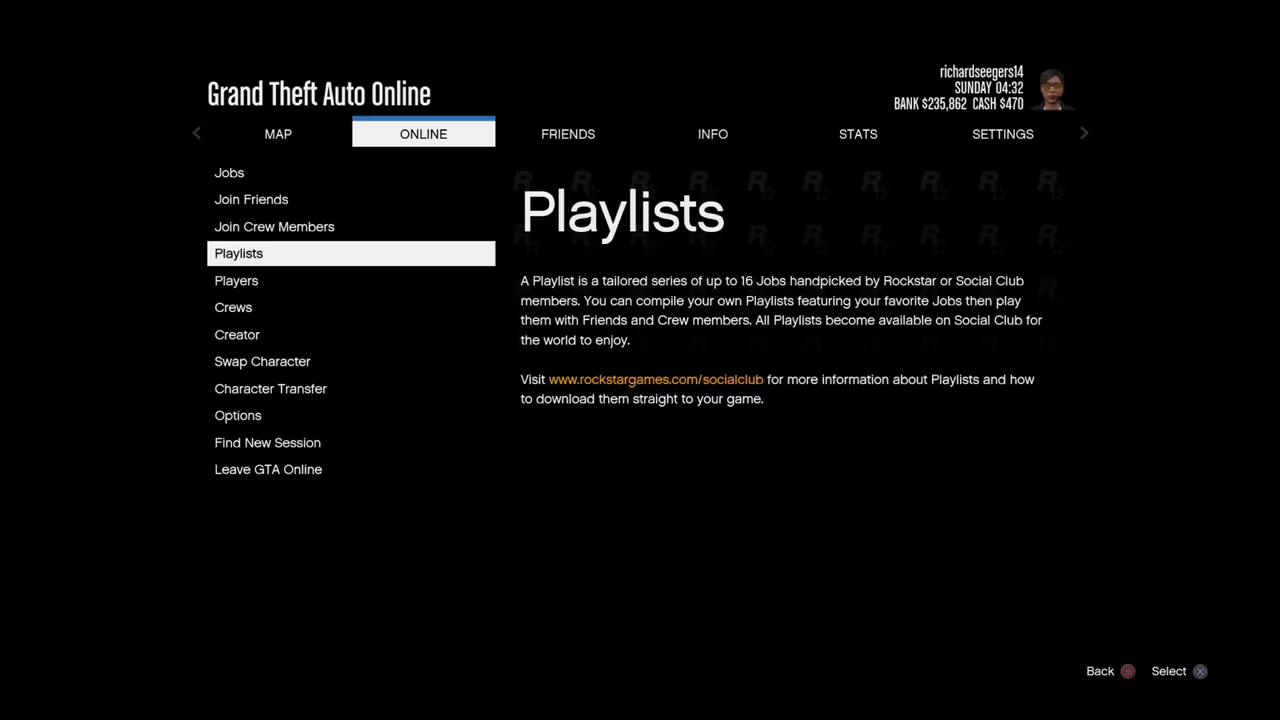 Grand Theft Auto Online
richardseegers14
SUNDAY 04:32
BANK $235,862 CASH $470
MAP
ONLINE
FRIENDS
INFO
STATS
SETTINGS
Jobs
Join Friends
Join Crew Members
Playlists
Players
Crews
Creator
Swap Character
Character Transfer
Options
Find New Session
Leave GTA Online
Playlists
A Playlist is a tailored series of up to 16 Jobs handpicked by Rockstar or Social Club
members. You can compile your own Playlists featuring your favorite Jobs then play
them with Friends and Crew members. All Playlists become available on Social Club for
the world to enjoy.
Visit www.rockstargames.com/socialclub for more information about Playlists and how
to download them straight to your game.
Back
Select